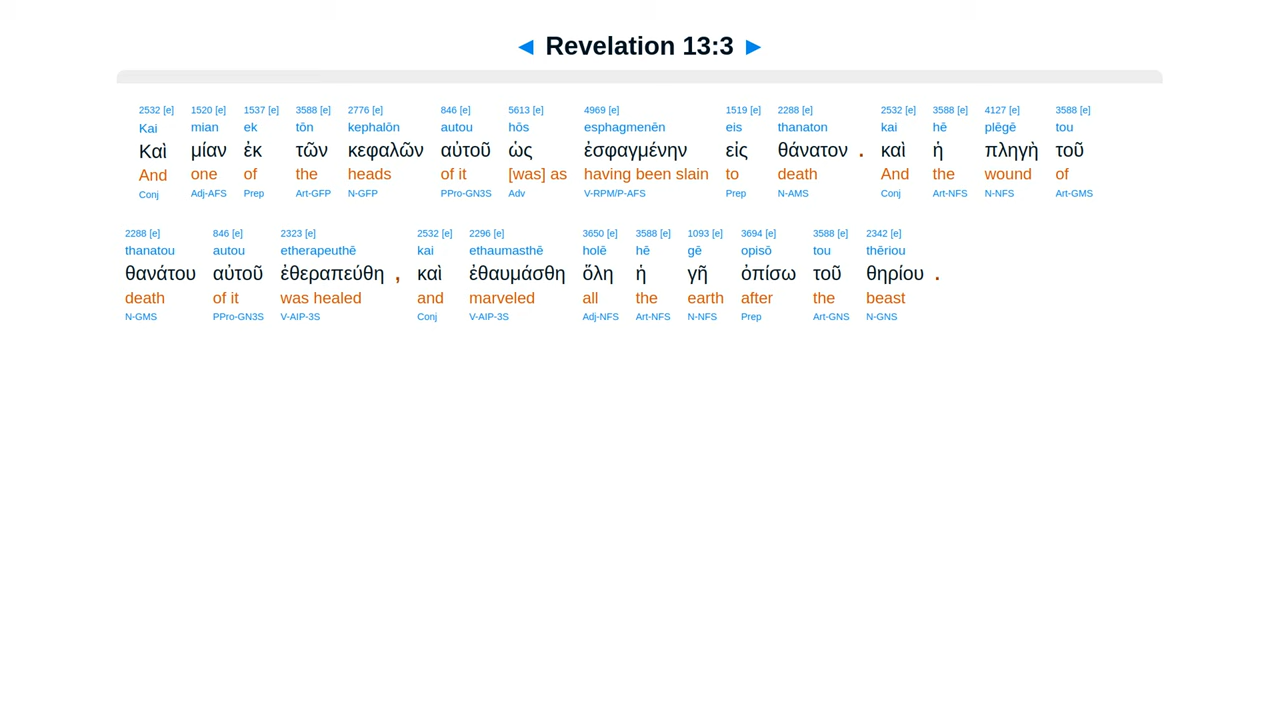 ◄ Revelation 13:3 ►
2532 [e] 1520 [e] 1537 [e] 3588 [e] 2776 [e] 846 [e] 5613 [e] 4969 [e] 1519 [e] 2288 [e] 2532 [e] 3588 [e] 4127 [e] 3588 [e]
Kai mian ek tōn kephalōn autou hōs esphagmenēn eis thanaton kai hē plēgē tou
Καὶ μίαν ἐκ τῶν κεφαλῶν αὐτοῦ ὡς ἐσφαγμένην εἰς θάνατον . καὶ ἡ πληγὴ τοῦ
And one of the heads of it [was] as having been slain to death And the wound of
Conj Adj-AFS Prep Art-GFP N-GFP PPro-GN3S Adv V-RPM/P-AFS Prep N-AMS Conj Art-NFS N-NFS Art-GMS
2288 [e] 846 [e] 2323 [e] 2532 [e] 2296 [e] 3650 [e] 3588 [e] 1093 [e] 3694 [e] 3588 [e] 2342 [e]
thanatou autou etherapeuthē kai ethaumasthē holē hē gē opisō tou thēriou
θανάτου αὐτοῦ ἐθεραπεύθη , καὶ ἐθαυμάσθη ὅλη ἡ γῆ ὀπίσω τοῦ θηρίου .
death of it was healed and marveled all the earth after the beast
N-GMS PPro-GN3S V-AIP-3S Conj V-AIP-3S Adj-NFS Art-NFS N-NFS Prep Art-GNS N-GNS